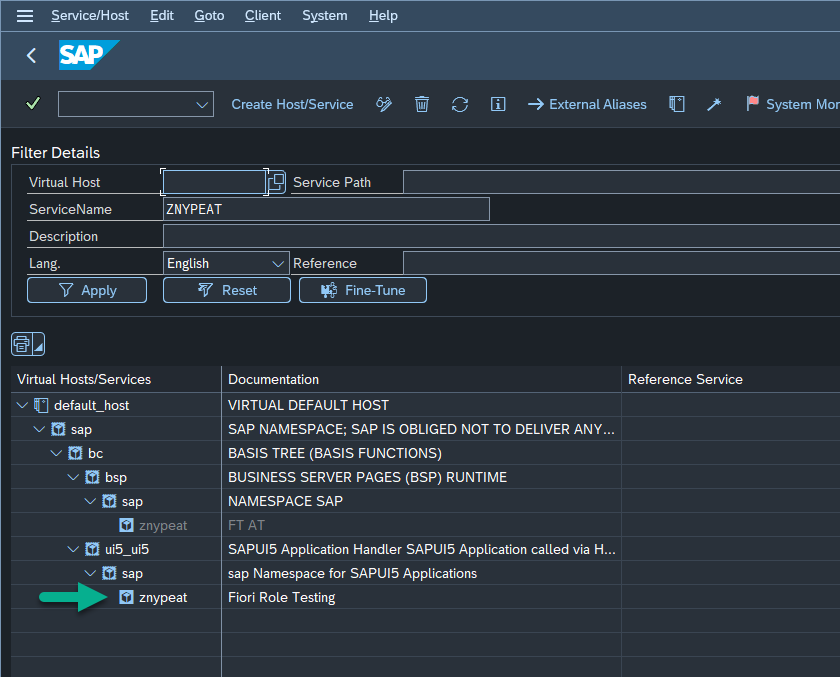 Service/Host Edit Goto Client System Help
SAP
Create Host/Service External Aliases System Mor
Filter Details
Virtual Host Service Path
ServiceName ZNYPEAT
Description
Lang. English Reference
Apply Reset Fine-Tune
Virtual Hosts/Services Documentation Reference Service
default_host VIRTUAL DEFAULT HOST
sap SAP NAMESPACE; SAP IS OBLIGED NOT TO DELIVER ANY...
bc BASIS TREE (BASIS FUNCTIONS)
bsp BUSINESS SERVER PAGES (BSP) RUNTIME
sap NAMESPACE SAP
znypeat FT AT
ui5_ui5 SAPUI5 Application Handler SAPUI5 Application called via H...
sap sap Namespace for SAPUI5 Applications
znypeat Fiori Role Testing